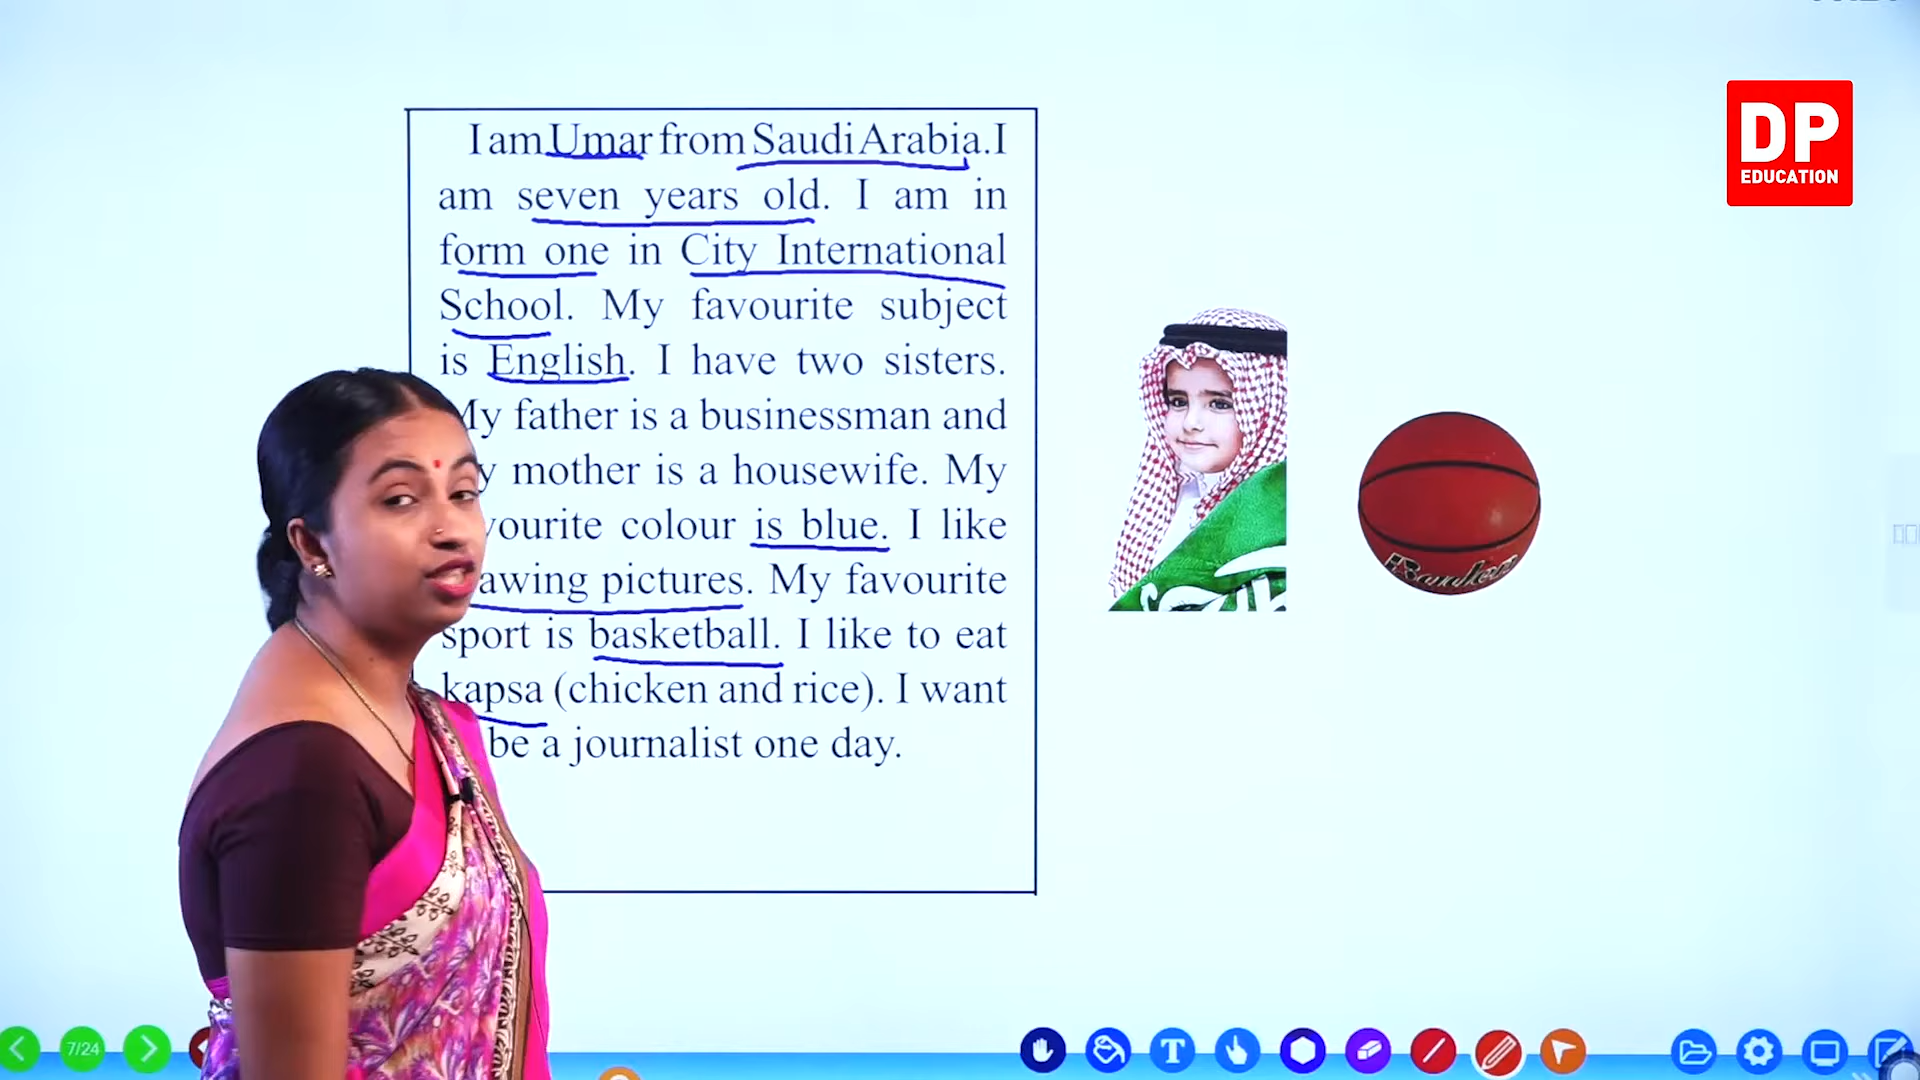 I am Umar from Saudi Arabia. I
am seven years old. I am in
form one in City International
School. My favourite subject
is English. I have two sisters.
My father is a businessman and
mother is a housewife. My
colour is blue. I like
pictures. My favourite
sport is basketball. I like to eat
kapsa (chicken and rice). I want
be a journalist one day.
DP
EDUCATION
7/24
T